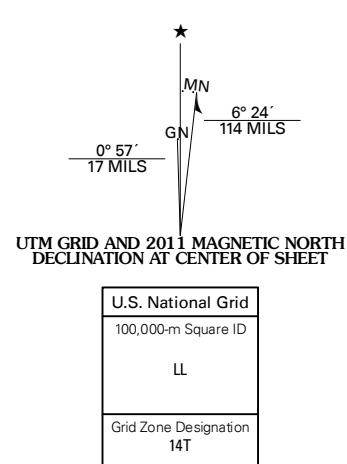 ★
MN
GN
6° 24´
114 MILS
0° 57´
17 MILS
UTM GRID AND 2011 MAGNETIC NORTH
DECLINATION AT CENTER OF SHEET
U.S. National Grid
100,000-m Square ID
LL
Grid Zone Designation
14T